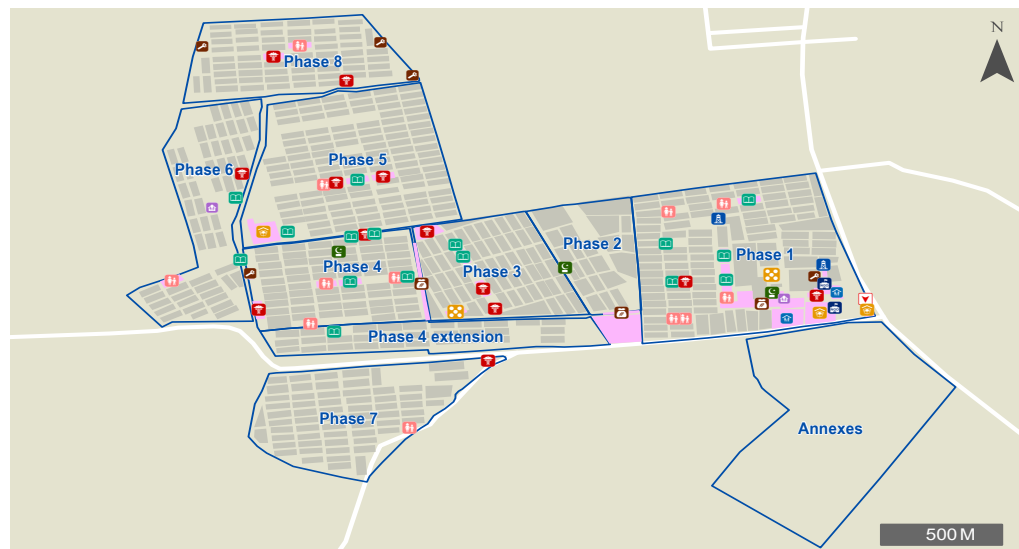 N
Phase 8
Phase 5
Phase 6
Phase 2
Phase 1
Phase 4
Phase 3
Phase 4 extension
Phase 7
Annexes
500 M